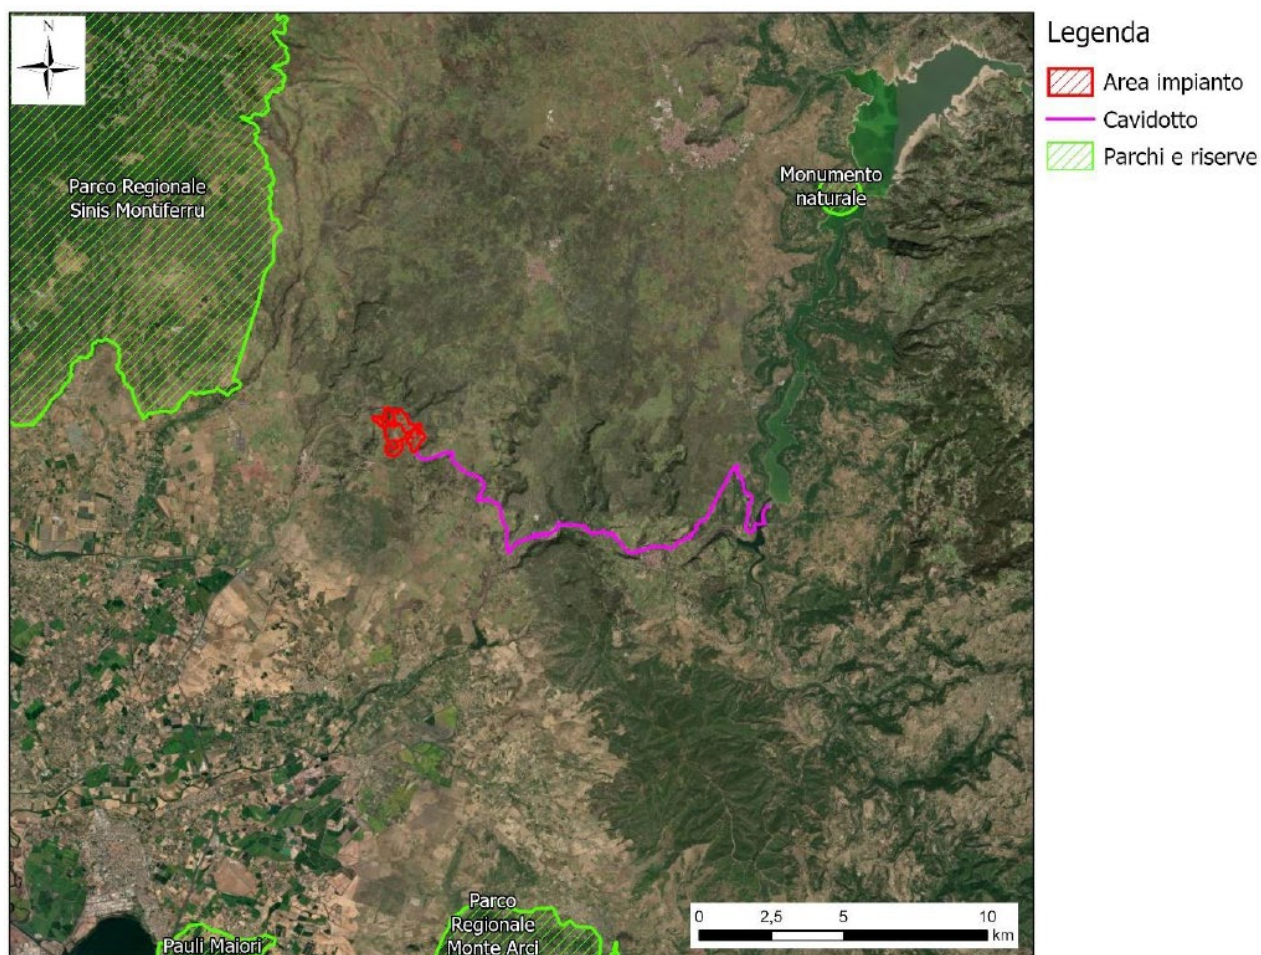 N
Legenda
Area impianto
Cavidotto
Parchi e riserve
Parco Regionale
Sinis Montiferru
Monumento
naturale
Parco
Regionale
Monte Arci
Pauli Maiori
0 2,5 5 10
km